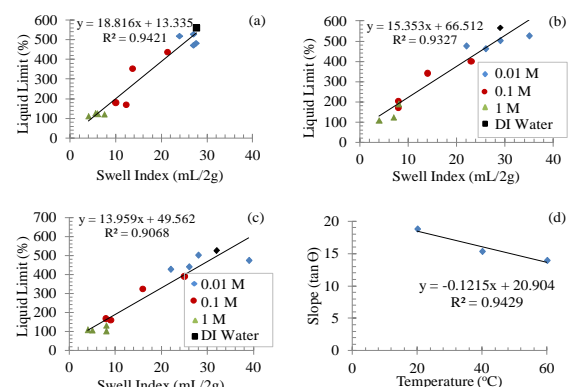 (a)
y = 18.816x + 13.335
R² = 0.9421
Liquid Limit (%)
600
500
400
300
200
100
0
0 10 20 30 40
Swell Index (mL/2g)
(b)
y = 15.353x + 66.512
R² = 0.9327
Liquid Limit (%)
600
500
400
300
200
100
0
0 10 20 30 40
Swell Index (mL/2g)
0.01 M
0.1 M
1 M
DI Water
(c)
y = 13.959x + 49.562
R² = 0.9068
Liquid Limit (%)
700
600
500
400
300
200
100
0
0 10 20 30 40
Swell Index (mL/2g)
0.01 M
0.1 M
1 M
DI Water
(d)
y = -0.1215x + 20.904
R² = 0.9429
Slope (tan Θ)
20
15
10
5
0
0 20 40 60
Temperature (ºC)